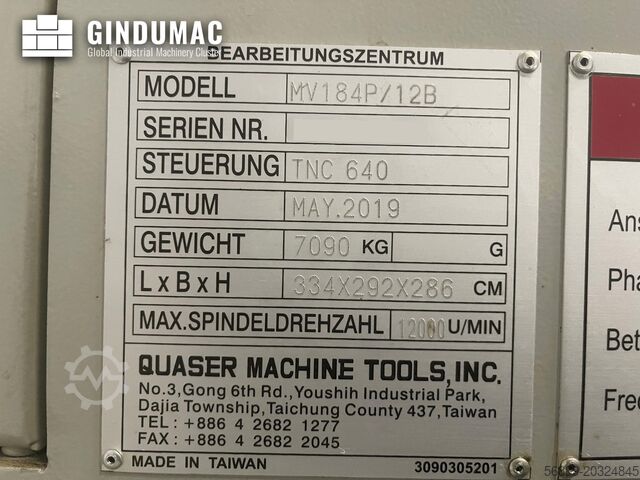 GINDUMAC
Global Industrial Machinery Cluster
BEARBEITUNGSZENTRUM
MODELL MV184P/12B
SERIEN NR.
STEUERUNG TNC 640
DATUM MAY.2019
GEWICHT 7090 KG G
L x B x H 334X292X286 CM
MAX.SPINDELDREHZAHL 12000 U/MIN
QUASER MACHINE TOOLS, INC.
No.3,Gong 6th Rd.,Youshih Industrial Park,
Dajia Township,Taichung County 437,Taiwan
TEL : +886 4 2682 1277
FAX : +886 4 2682 2045
MADE IN TAIWAN 3090305201
Ans
Pha
Bet
Fre